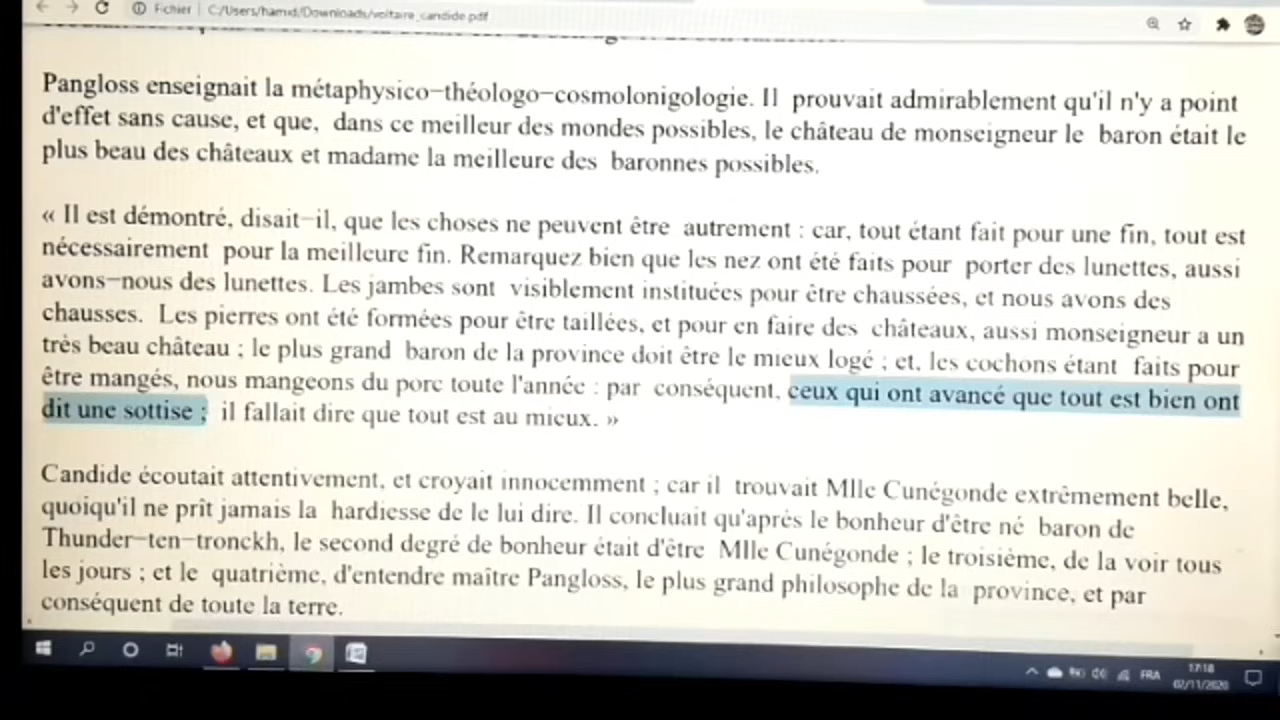 Fichier | C:/Users/hamid/Downloads/voltaire_candide.pdf
Pangloss enseignait la métaphysico-théologo-cosmolonigologie. Il prouvait admirablement qu'il n'y a point
d'effet sans cause, et que, dans ce meilleur des mondes possibles, le château de monseigneur le baron était le
plus beau des châteaux et madame la meilleure des baronnes possibles.
« Il est démontré, disait-il, que les choses ne peuvent être autrement : car, tout étant fait pour une fin, tout est
nécessairement pour la meilleure fin. Remarquez bien que les nez ont été faits pour porter des lunettes, aussi
avons-nous des lunettes. Les jambes sont visiblement instituées pour être chaussées, et nous avons des
chausses. Les pierres ont été formées pour être taillées, et pour en faire des châteaux, aussi monseigneur a un
très beau château ; le plus grand baron de la province doit être le mieux logé ; et, les cochons étant faits pour
être mangés, nous mangeons du porc toute l'année : par conséquent, ceux qui ont avancé que tout est bien ont
dit une sottise ; il fallait dire que tout est au mieux. »
Candide écoutait attentivement, et croyait innocemment ; car il trouvait Mlle Cunégonde extrêmement belle,
quoiqu'il ne prît jamais la hardiesse de le lui dire. Il concluait qu'après le bonheur d'être né baron de
Thunder-ten-tronckh, le second degré de bonheur était d'être Mlle Cunégonde ; le troisième, de la voir tous
les jours ; et le quatrième, d'entendre maître Pangloss, le plus grand philosophe de la province, et par
conséquent de toute la terre.
FRA
17:18
02/11/2020